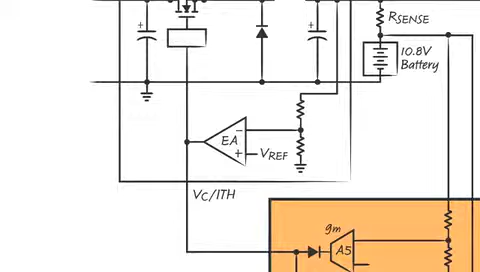 +
+
RSENSE
10.8V
Battery
−
EA
+
VREF
VC/ITH
gm
A5